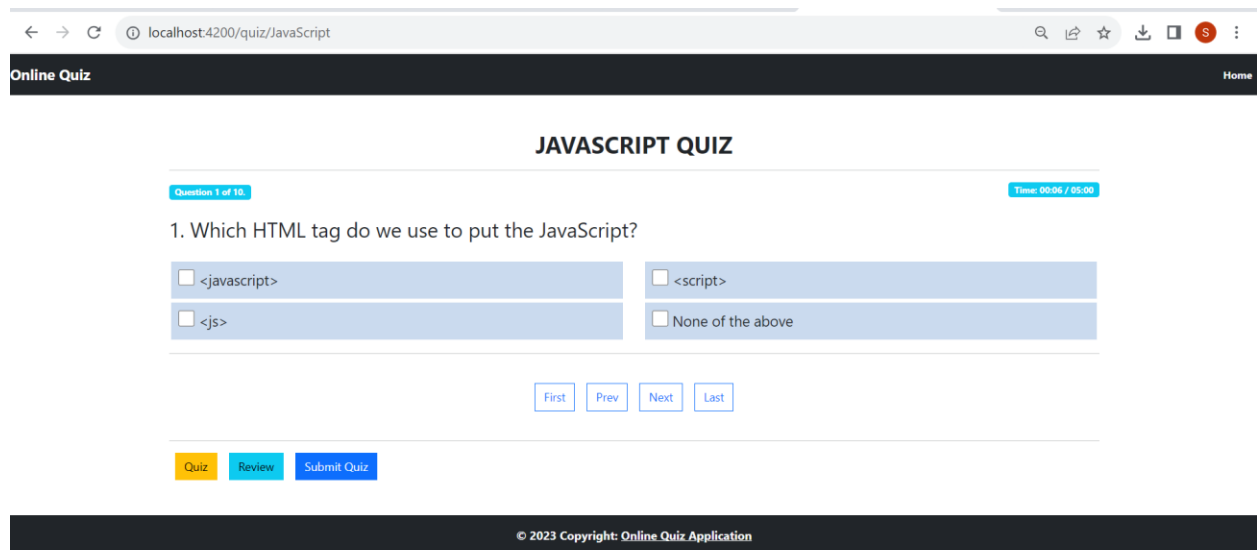 localhost:4200/quiz/JavaScript
S
Online Quiz Home
JAVASCRIPT QUIZ
Question 1 of 10. Time: 00:06 / 05:00
1. Which HTML tag do we use to put the JavaScript?
<javascript> <script>
<js> None of the above
First Prev Next Last
Quiz Review Submit Quiz
© 2023 Copyright: Online Quiz Application